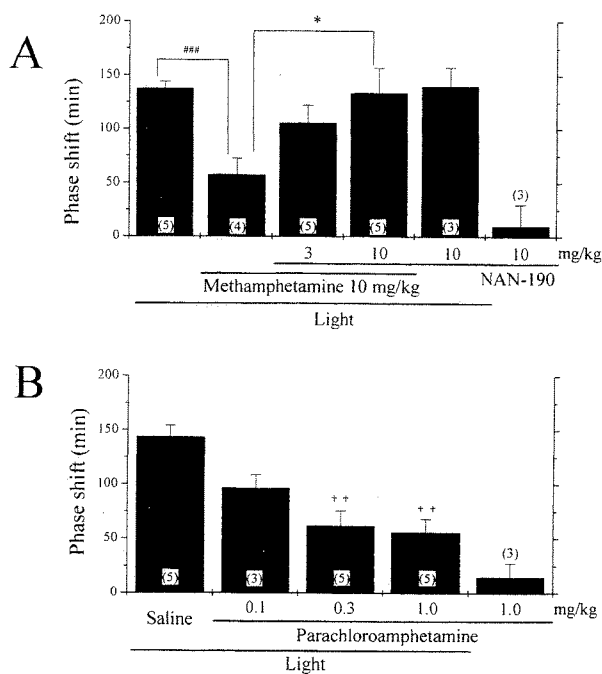 A
Phase shift (min)
200
150
100
50
0
###
*
(5) (4) (5) (5) (3) (3)
3 10 10 10 mg/kg
Methamphetamine 10 mg/kg NAN-190
Light
B
Phase shift (min)
200
150
100
50
0
++ ++
(5) (3) (5) (5) (3)
Saline 0.1 0.3 1.0 1.0 mg/kg
Parachloroamphetamine
Light